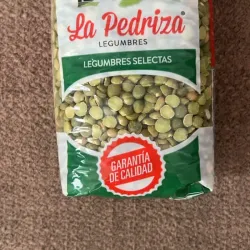 La Pedriza
LEGUMBRES
LEGUMBRES SELECTAS
GARANTÍA
DE CALIDAD